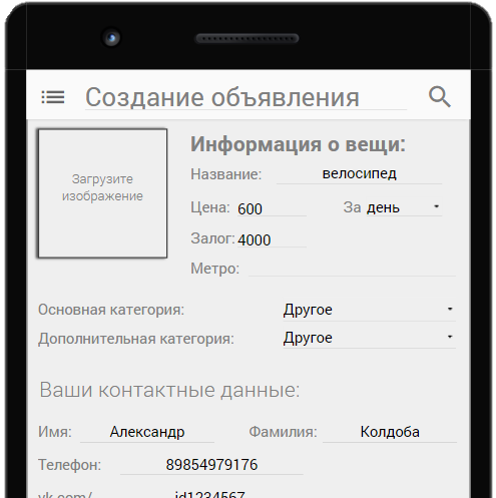 Создание объявления
Загрузите
изображение
Информация о вещи:
Название: велосипед
Цена: 600 За день
Залог: 4000
Метро:
Основная категория: Другое
Дополнительная категория: Другое
Ваши контактные данные:
Имя: Александр Фамилия: Колдоба
Телефон: 89854979176
vk.com/ id1234567